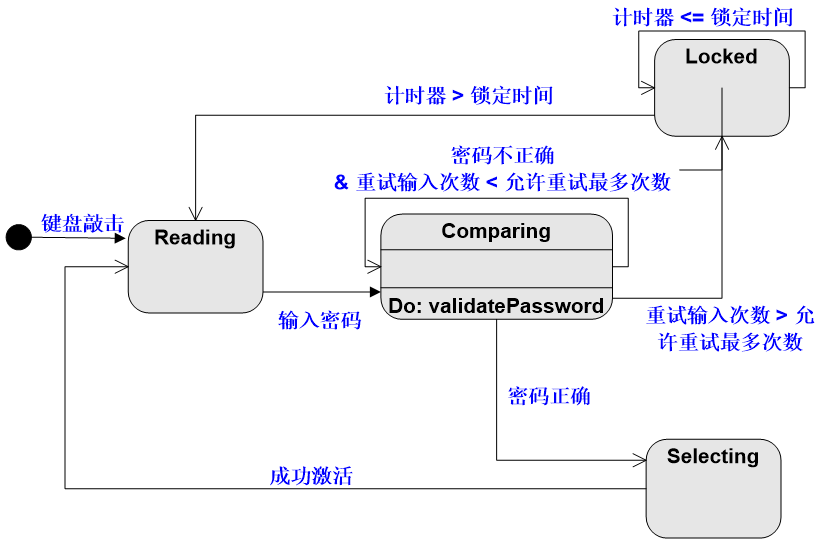 计时器 <= 锁定时间
Locked
计时器 > 锁定时间
密码不正确
& 重试输入次数 < 允许重试最多次数
键盘敲击
Reading
Comparing
Do: validatePassword
输入密码
重试输入次数 > 允
许重试最多次数
密码正确
Selecting
成功激活